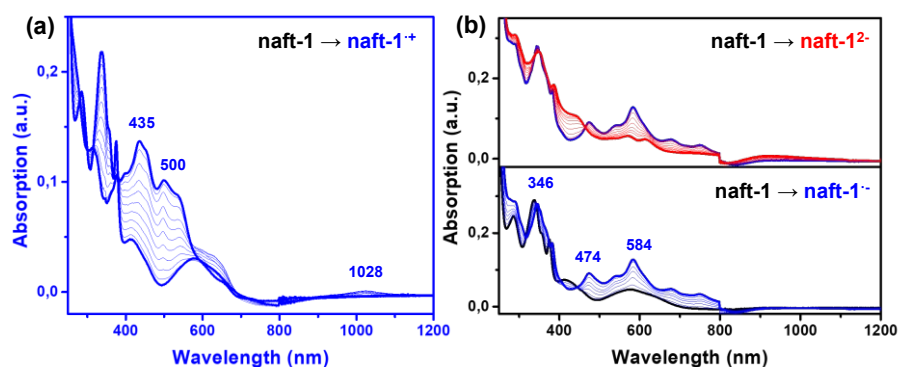 (a)
naft-1 → naft-1·+
0,2
0,1
0,0
435
500
1028
Absorption (a.u.)
400 600 800 1000 1200
Wavelength (nm)
(b)
naft-1 → naft-1²⁻
0,2
0,0
Absorption (a.u.)
naft-1 → naft-1·-
346
474
584
0,2
0,0
400 600 800 1000 1200
Wavelength (nm)